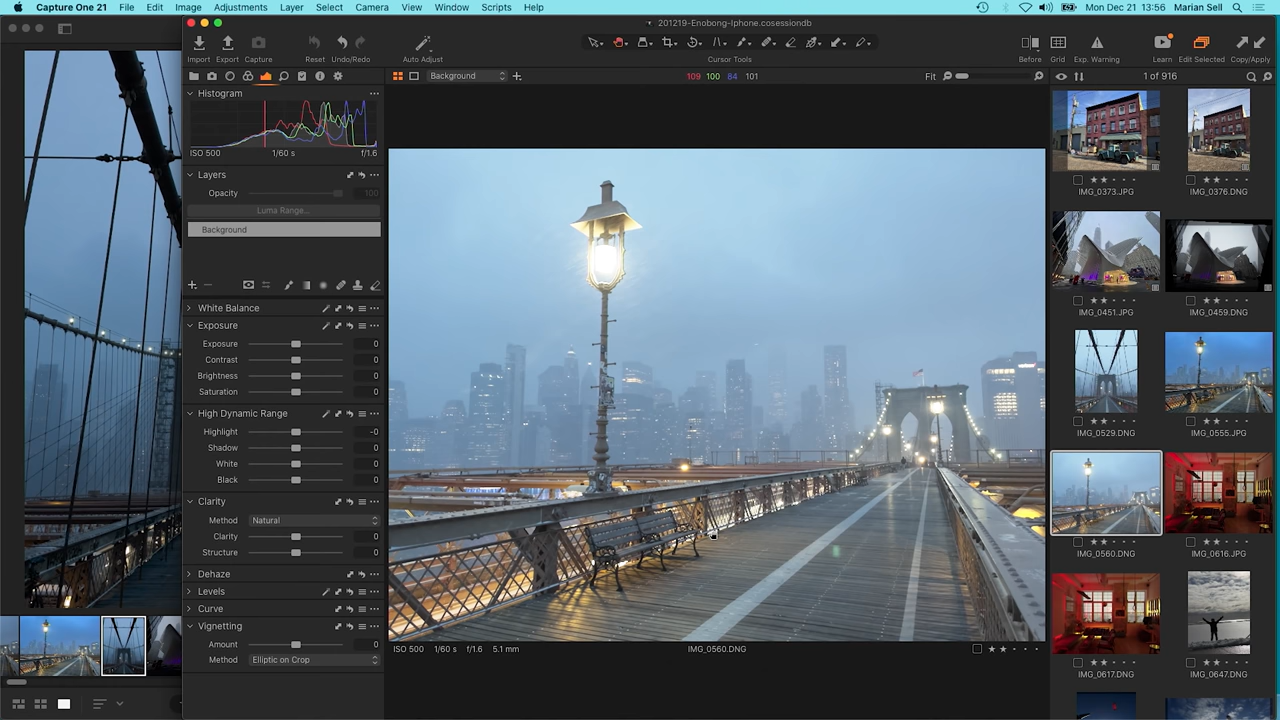 Capture One 21 File Edit Image Adjustments Layer Select Camera View Window Scripts Help Mon Dec 21 13:56 Marian Sell
201219-Enobong-Iphone.cosessiondb
Import Export Capture Reset Undo/Redo Auto Adjust Cursor Tools Before Grid Exp. Warning Learn Edit Selected Copy/Apply
Background 109 100 84 101 Fit 1 of 916
Histogram
ISO 500 1/60 s f/1.6
Layers
Opacity 100
Luma Range...
Background
White Balance
Exposure
Exposure 0
Contrast 0
Brightness 0
Saturation 0
High Dynamic Range
Highlight -0
Shadow 0
White 0
Black 0
Clarity
Method Natural
Clarity 0
Structure 0
Dehaze
Levels
Curve
Vignetting
Amount 0
Method Elliptic on Crop
ISO 500 1/60 s f/1.6 5.1 mm IMG_0560.DNG
IMG_0373.JPG IMG_0376.DNG
IMG_0451.JPG IMG_0459.DNG
IMG_0529.DNG IMG_0555.JPG
IMG_0560.DNG IMG_0616.JPG
IMG_0617.JPG IMG_0647.DNG